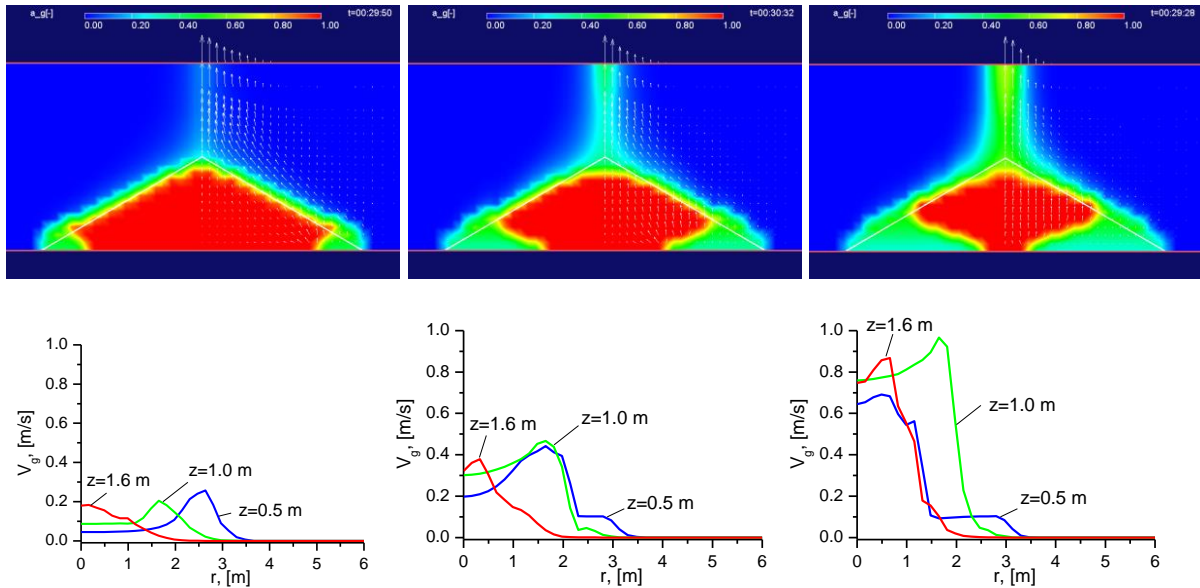 a_g[-] t=00:29:50
0.00 0.20 0.40 0.60 0.80 1.00
a_g[-] t=00:30:32
0.00 0.20 0.40 0.60 0.80 1.00
a_g[-] t=00:29:28
0.00 0.20 0.40 0.60 0.80 1.00
1.0
0.8
0.6
0.4
0.2
0.0
V_g, [m/s]
z=1.6 m
z=1.0 m
z=0.5 m
0 1 2 3 4 5 6
r, [m]
1.0
0.8
0.6
0.4
0.2
0.0
V_g, [m/s]
z=1.6 m
z=1.0 m
z=0.5 m
0 1 2 3 4 5 6
r, [m]
1.0
0.8
0.6
0.4
0.2
0.0
V_g, [m/s]
z=1.6 m
z=1.0 m
z=0.5 m
0 1 2 3 4 5 6
r, [m]